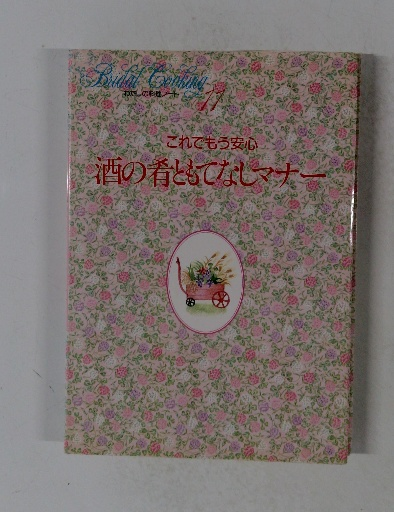 Bridal Cooking
わたしの料理ノート
11
これでもう安心
酒の肴ともてなしマナー